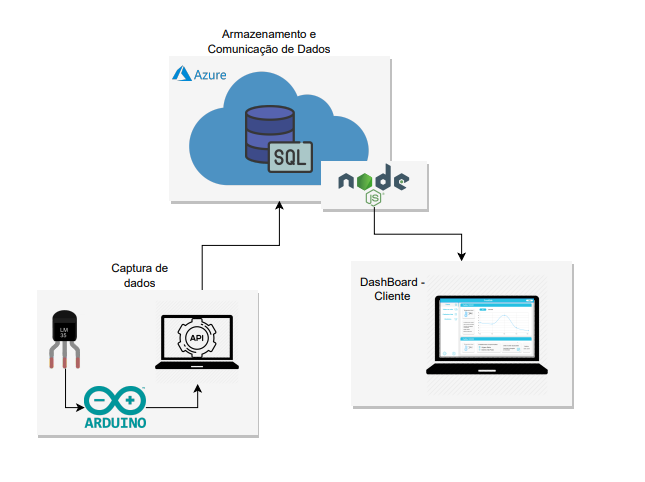 Armazenamento e
Comunicação de Dados
Azure
SQL
node
JS
Captura de
dados
DashBoard -
Cliente
LM
35
API
ARDUINO